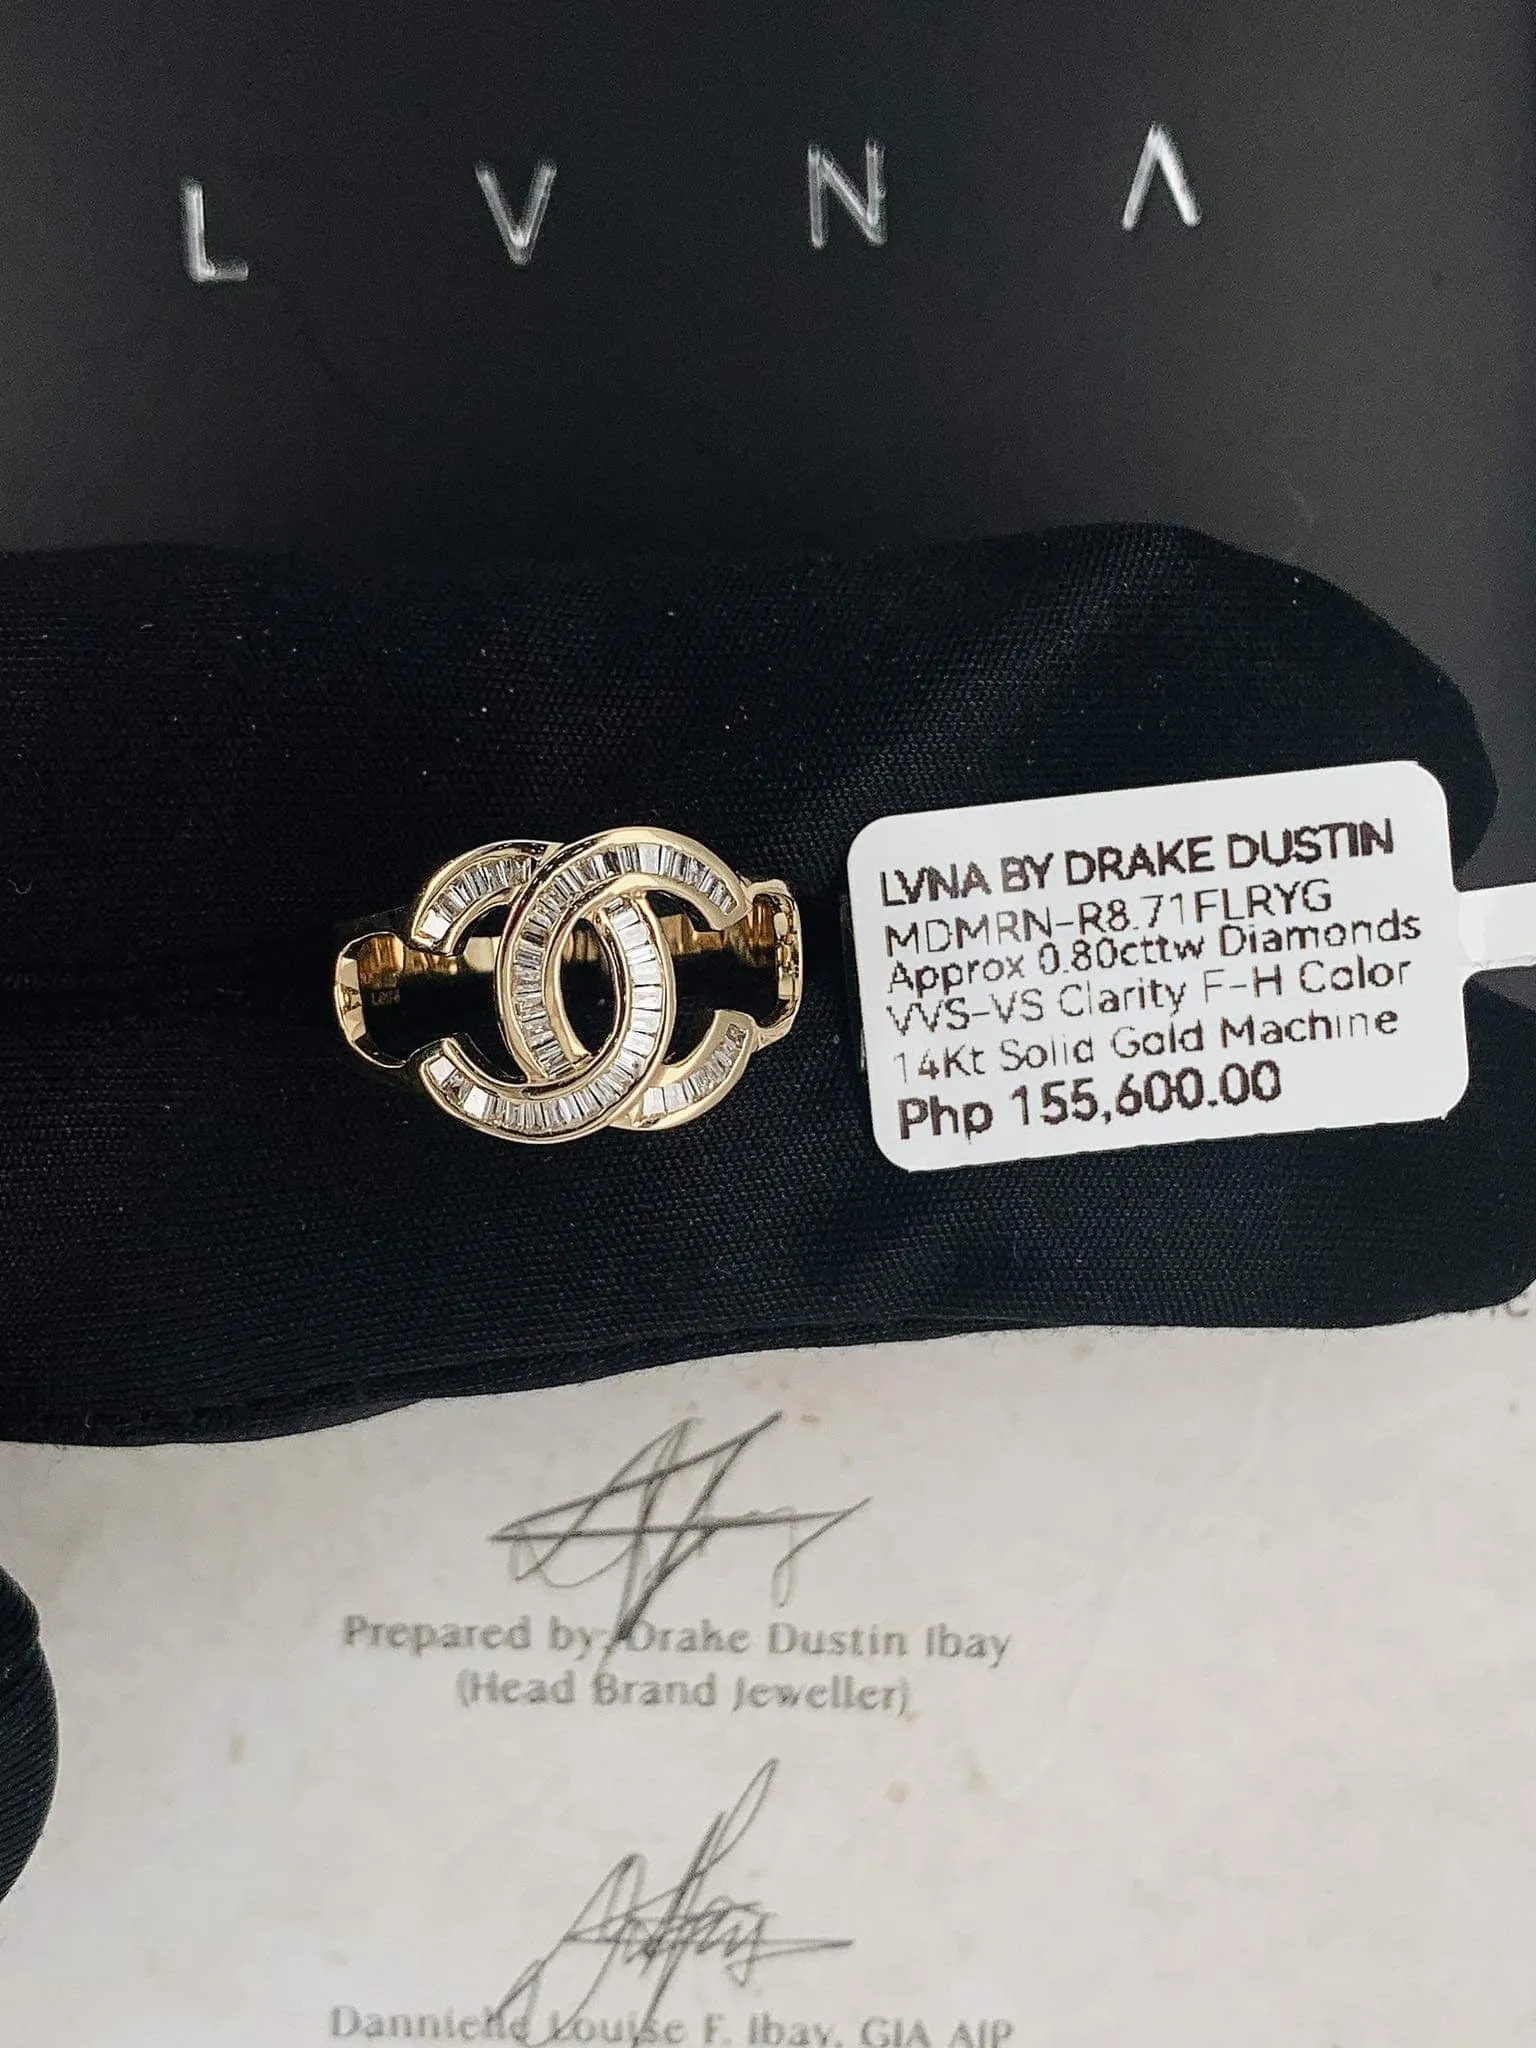 LVNA
LVNA BY DRAKE DUSTIN
MDMRN-R8.71FLRYG
Approx 0.80cttw Diamonds
VVS-VS Clarity F-H Color
14Kt Solid Gold Machine
Php 155,600.00
Prepared by: Drake Dustin Ibay
(Head Brand Jeweller)
Dannielle Louise F. Ibay, GIA AJP